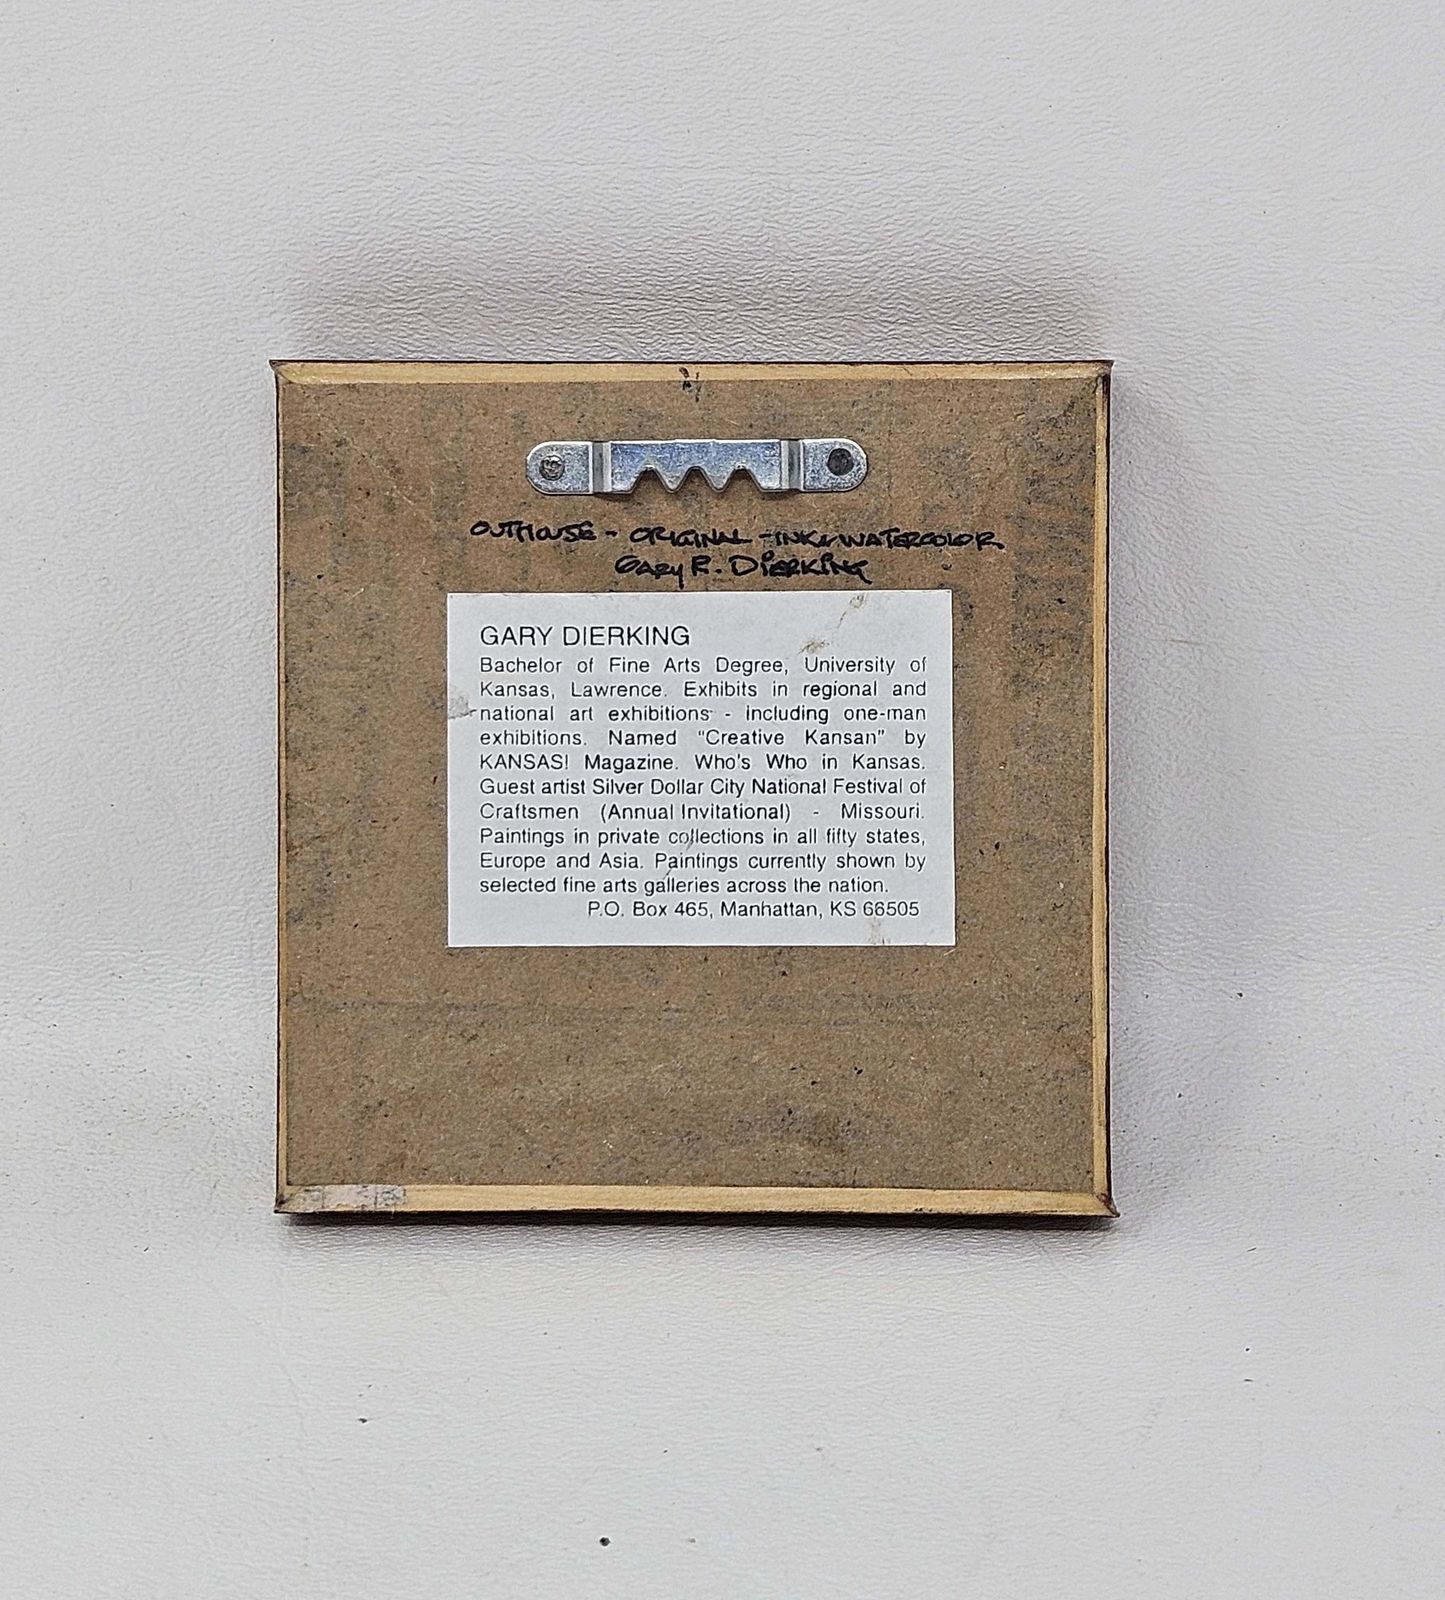 OUTHOUSE - ORIGINAL - INK & WATERCOLOR
GARY R. DIERKING
GARY DIERKING
Bachelor of Fine Arts Degree, University of
Kansas, Lawrence. Exhibits in regional and
national art exhibitions - including one-man
exhibitions. Named "Creative Kansan" by
KANSAS! Magazine. Who's Who in Kansas.
Guest artist Silver Dollar City National Festival of
Craftsmen (Annual Invitational) - Missouri.
Paintings in private collections in all fifty states,
Europe and Asia. Paintings currently shown by
selected fine arts galleries across the nation.
P.O. Box 465, Manhattan, KS 66505